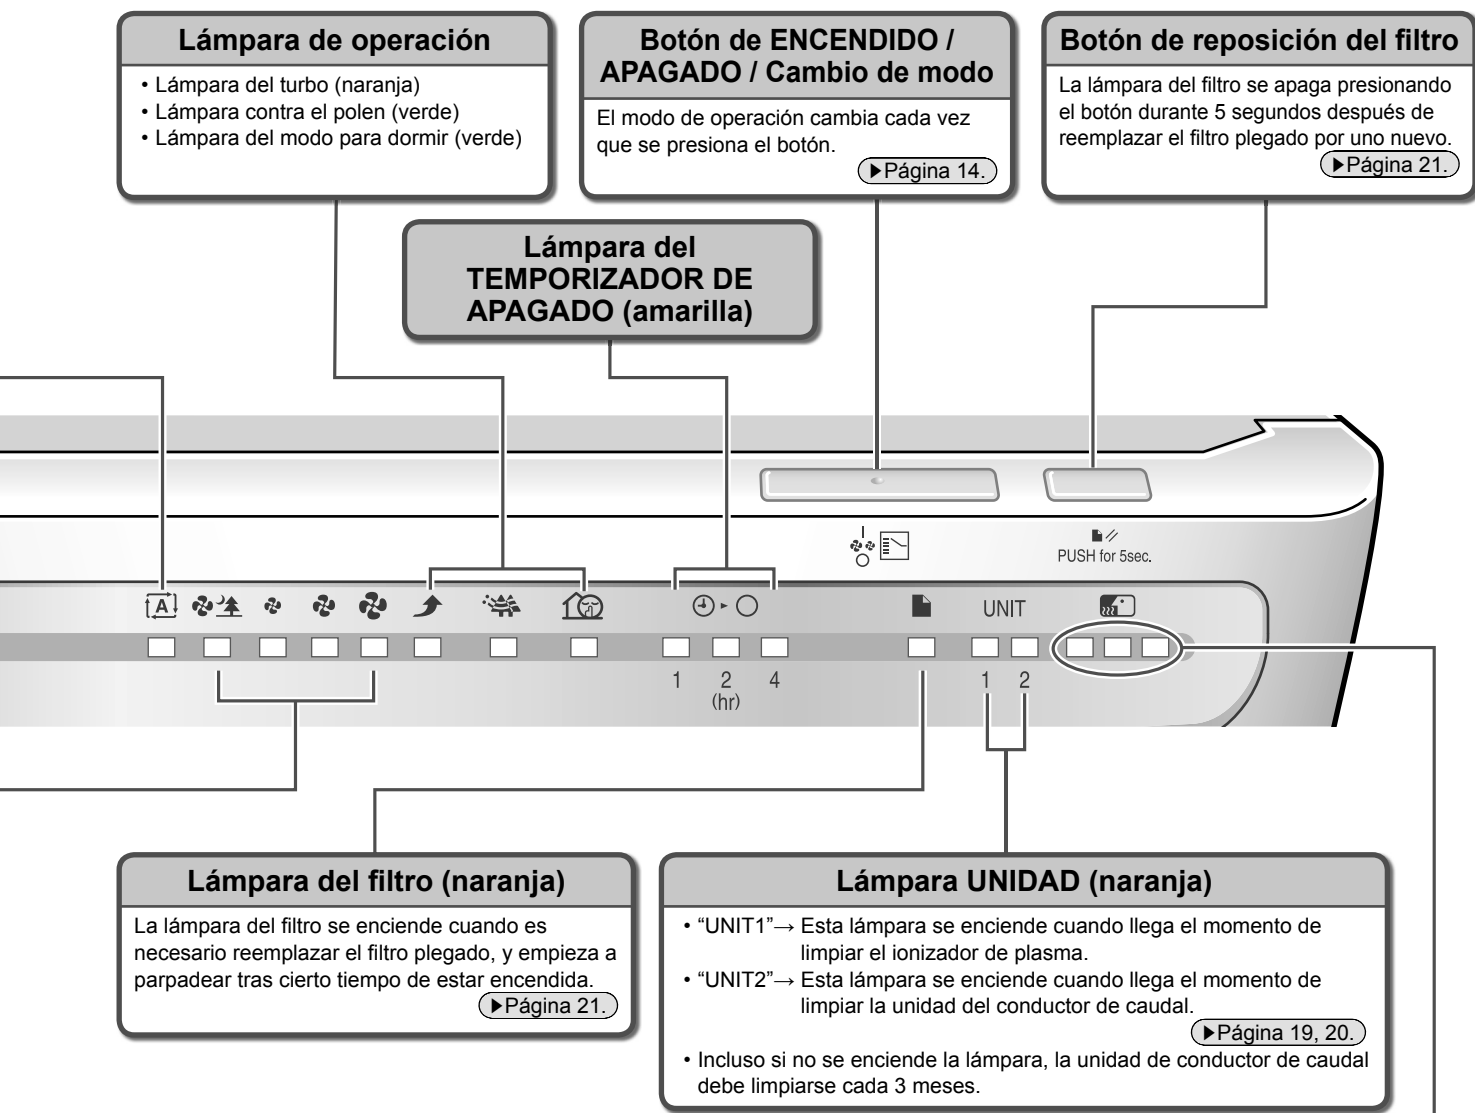 Lámpara de operación
• Lámpara del turbo (naranja)
• Lámpara contra el polen (verde)
• Lámpara del modo para dormir (verde)
Botón de ENCENDIDO /
APAGADO / Cambio de modo
El modo de operación cambia cada vez
que se presiona el botón.
Página 14.
Botón de reposición del filtro
La lámpara del filtro se apaga presionando
el botón durante 5 segundos después de
reemplazar el filtro plegado por uno nuevo.
Página 21.
Lámpara del
TEMPORIZADOR DE
APAGADO (amarilla)
PUSH for 5sec.
A
UNIT
1 2 4 1 2
(hr)
Lámpara del filtro (naranja)
La lámpara del filtro se enciende cuando es
necesario reemplazar el filtro plegado, y empieza a
parpadear tras cierto tiempo de estar encendida.
Página 21.
Lámpara UNIDAD (naranja)
• “UNIT1”→ Esta lámpara se enciende cuando llega el momento de
limpiar el ionizador de plasma.
• “UNIT2”→ Esta lámpara se enciende cuando llega el momento de
limpiar la unidad del conductor de caudal.
Página 19, 20.
• Incluso si no se enciende la lámpara, la unidad de conductor de caudal
debe limpiarse cada 3 meses.